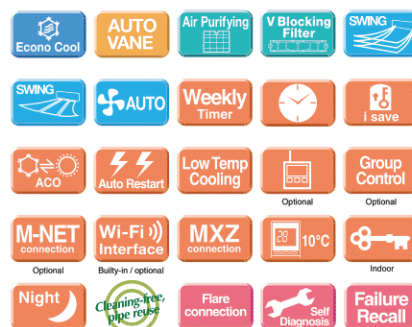 Econo Cool
AUTO
VANE
Air Purifying
V Blocking
Filter
SWING
SWING
AUTO
Weekly
Timer
i save
ACO
Auto Restart
Low Temp
Cooling
Optional
Group
Control
Optional
M-NET
connection
Optional
Wi-Fi
Interface
Builty-in / optional
MXZ
connection
10°C
Indoor
Night
Cleaning-free,
pipe reuse
Flare
connection
Self
Diagnosis
Failure
Recall